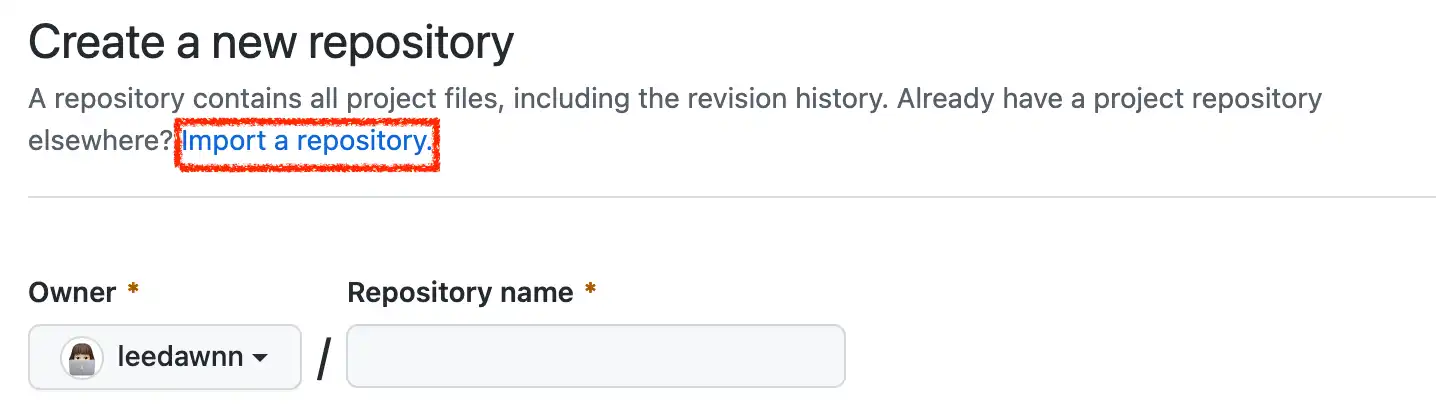 Create a new repository
A repository contains all project files, including the revision history. Already have a project repository
elsewhere? Import a repository.
Owner *
Repository name *
leedawnn
/